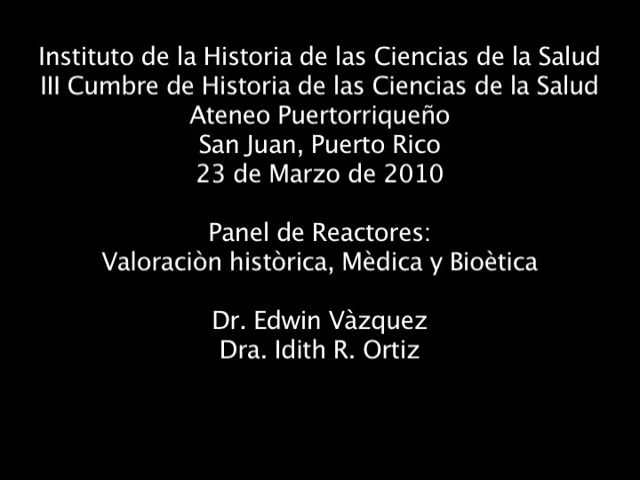 Instituto de la Historia de las Ciencias de la Salud
III Cumbre de Historia de las Ciencias de la Salud
Ateneo Puertorriqueño
San Juan, Puerto Rico
23 de Marzo de 2010
Panel de Reactores:
Valoraciòn històrica, Mèdica y Bioètica
Dr. Edwin Vàzquez
Dra. Idith R. Ortiz